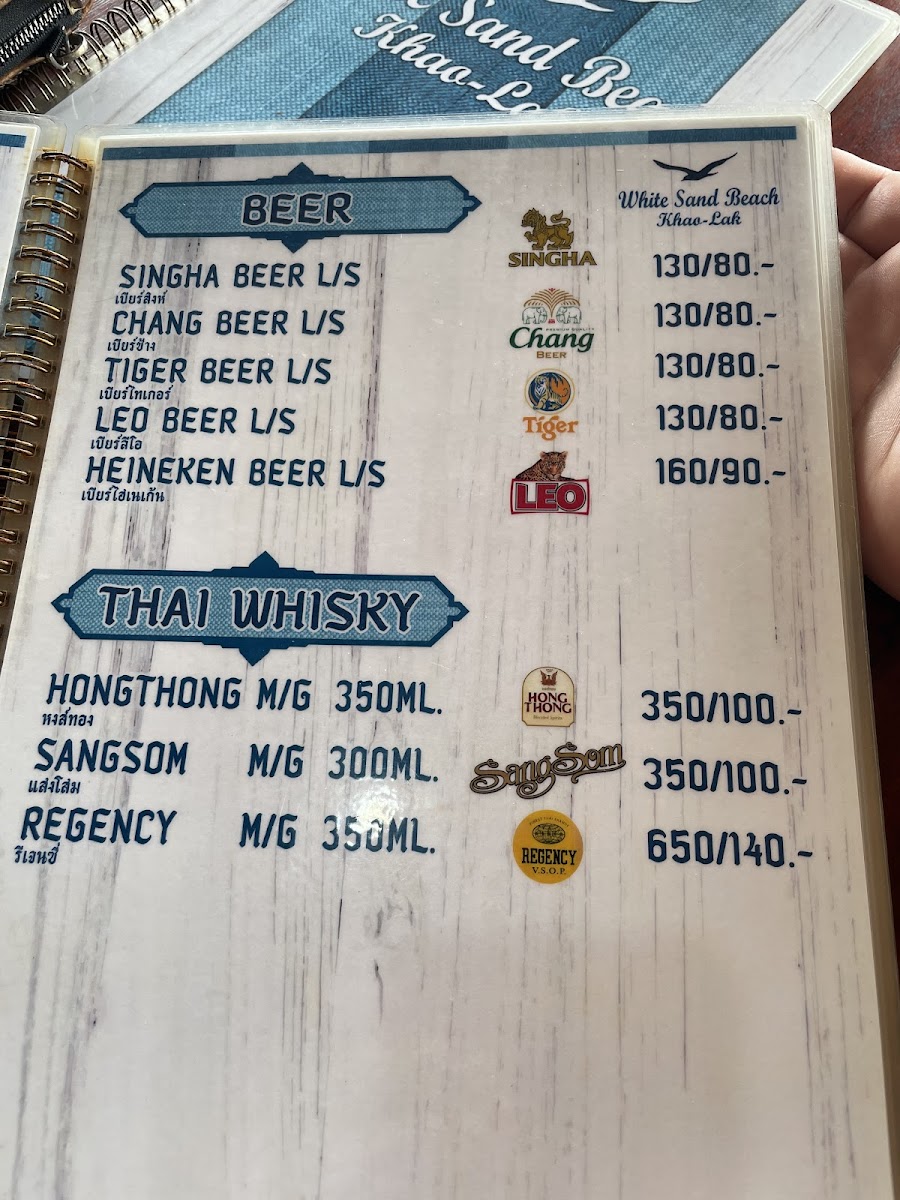 Sand Bea
Khao-La
White Sand Beach
Khao-Lak
BEER
SINGHA BEER L/S SINGHA 130/80.-
เบียร์สิงห์
CHANG BEER L/S Chang PREMIUM QUALITY BEER 130/80.-
เบียร์ช้าง
TIGER BEER L/S Tiger 130/80.-
เบียร์ไทเกอร์
LEO BEER L/S LEO 130/80.-
เบียร์ลีโอ
HEINEKEN BEER L/S 160/90.-
เบียร์ไฮเนเก้น
THAI WHISKY
HONGTHONG M/G 350ML. HONG THONG 350/100.-
หงส์ทอง
SANGSOM M/G 300ML. SangSom 350/100.-
แสงโสม
REGENCY M/G 350ML. REGENCY V.S.O.P. 650/140.-
รีเจนซี่